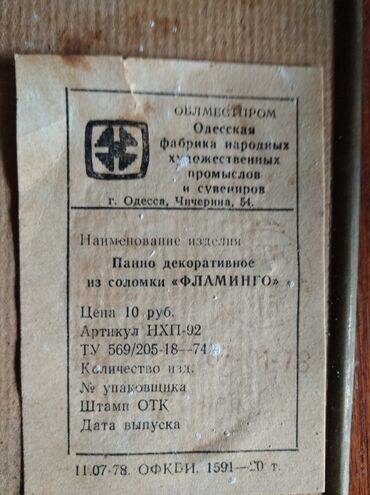 ОБЛМЕСТПРОМ
Одесская
фабрика народных
художественных
промыслов
и сувениров
г. Одесса, Чичерина, 54.
Наименование изделия
Панно декоративное
из соломки «ФЛАМИНГО»
Цена 10 руб.
Артикул НХП-92
ТУ 569/205-18—74
Количество изд.
№ упаковщика
Штамп ОТК
Дата выпуска
11.07-78. ОФКБИ. 1591—20 т.